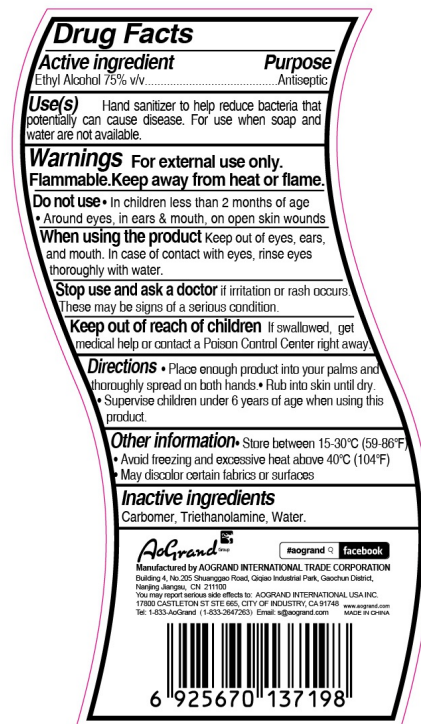 Drug Facts
Active ingredient Purpose
Ethyl Alcohol 75% v/v..............................................Antiseptic
Use(s) Hand sanitizer to help reduce bacteria that
potentially can cause disease. For use when soap and
water are not available.
Warnings For external use only.
Flammable.Keep away from heat or flame.
Do not use • In children less than 2 months of age
• Around eyes, in ears & mouth, on open skin wounds
When using the product Keep out of eyes, ears,
and mouth. In case of contact with eyes, rinse eyes
thoroughly with water.
Stop use and ask a doctor if irritation or rash occurs.
These may be signs of a serious condition.
Keep out of reach of children If swallowed, get
medical help or contact a Poison Control Center right away.
Directions • Place enough product into your palms and
thoroughly spread on both hands.• Rub into skin until dry.
• Supervise children under 6 years of age when using this
product.
Other information • Store between 15-30°C (59-86°F)
• Avoid freezing and excessive heat above 40°C (104°F)
• May discolor certain fabrics or surfaces
Inactive ingredients
Carbomer, Triethanolamine, Water.
AoGrand Group #aogrand facebook
Manufactured by AOGRAND INTERNATIONAL TRADE CORPORATION
Building 4, No.205 Shuanggao Road, Qiqiao Industrial Park, Gaochun District,
Nanjing Jiangsu, CN 211100
You may report serious side effects to: AOGRAND INTERNATIONAL USA INC.
17800 CASTLETON ST STE 665, CITY OF INDUSTRY, CA 91748 www.aogrand.com
Tel: 1-833-AoGrand (1-833-2647263) Email: s@aogrand.com MADE IN CHINA
6 925670 137198